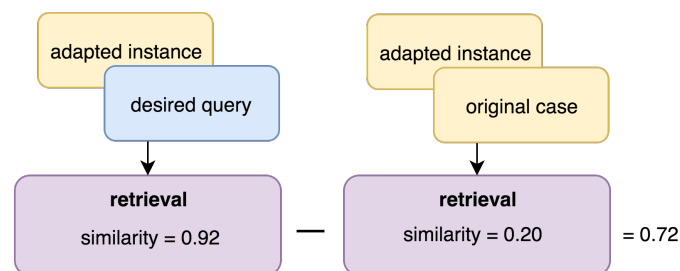 adapted instance
desired query
retrieval
similarity = 0.92
—
adapted instance
original case
retrieval
similarity = 0.20
= 0.72